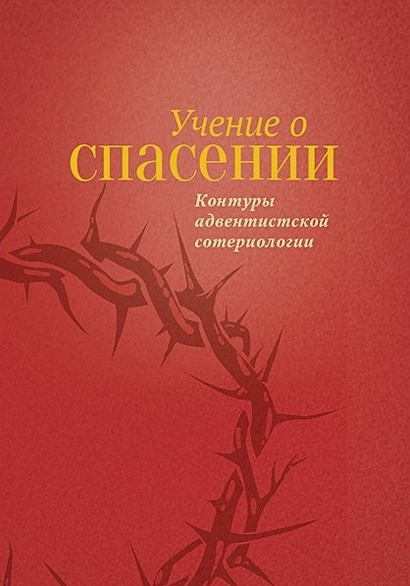 Учение о
спасении
Контуры
адвентистской
сотериологии